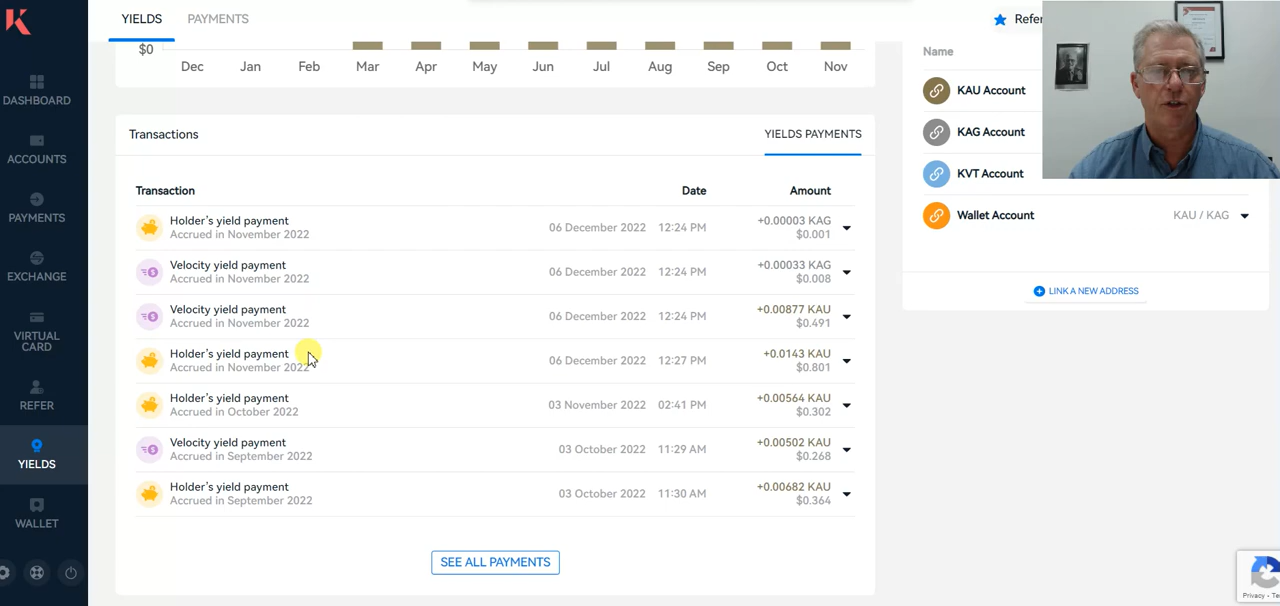 YIELDS
PAYMENTS
Refer
DASHBOARD
ACCOUNTS
PAYMENTS
EXCHANGE
VIRTUAL
CARD
REFER
YIELDS
WALLET
$0
Dec Jan Feb Mar Apr May Jun Jul Aug Sep Oct Nov
Transactions
YIELDS PAYMENTS
Transaction Date Amount
Holder's yield payment
Accrued in November 2022
06 December 2022 12:24 PM
+0.00003 KAG
$0.001
Velocity yield payment
Accrued in November 2022
06 December 2022 12:24 PM
+0.00033 KAG
$0.008
Velocity yield payment
Accrued in November 2022
06 December 2022 12:24 PM
+0.00877 KAU
$0.491
Holder's yield payment
Accrued in November 2022
06 December 2022 12:27 PM
+0.0143 KAU
$0.801
Holder's yield payment
Accrued in October 2022
03 November 2022 02:41 PM
+0.00564 KAU
$0.302
Velocity yield payment
Accrued in September 2022
03 October 2022 11:29 AM
+0.00502 KAU
$0.268
Holder's yield payment
Accrued in September 2022
03 October 2022 11:30 AM
+0.00682 KAU
$0.364
SEE ALL PAYMENTS
Name
KAU Account
KAG Account
KVT Account
Wallet Account KAU / KAG
LINK A NEW ADDRESS
Privacy - Te